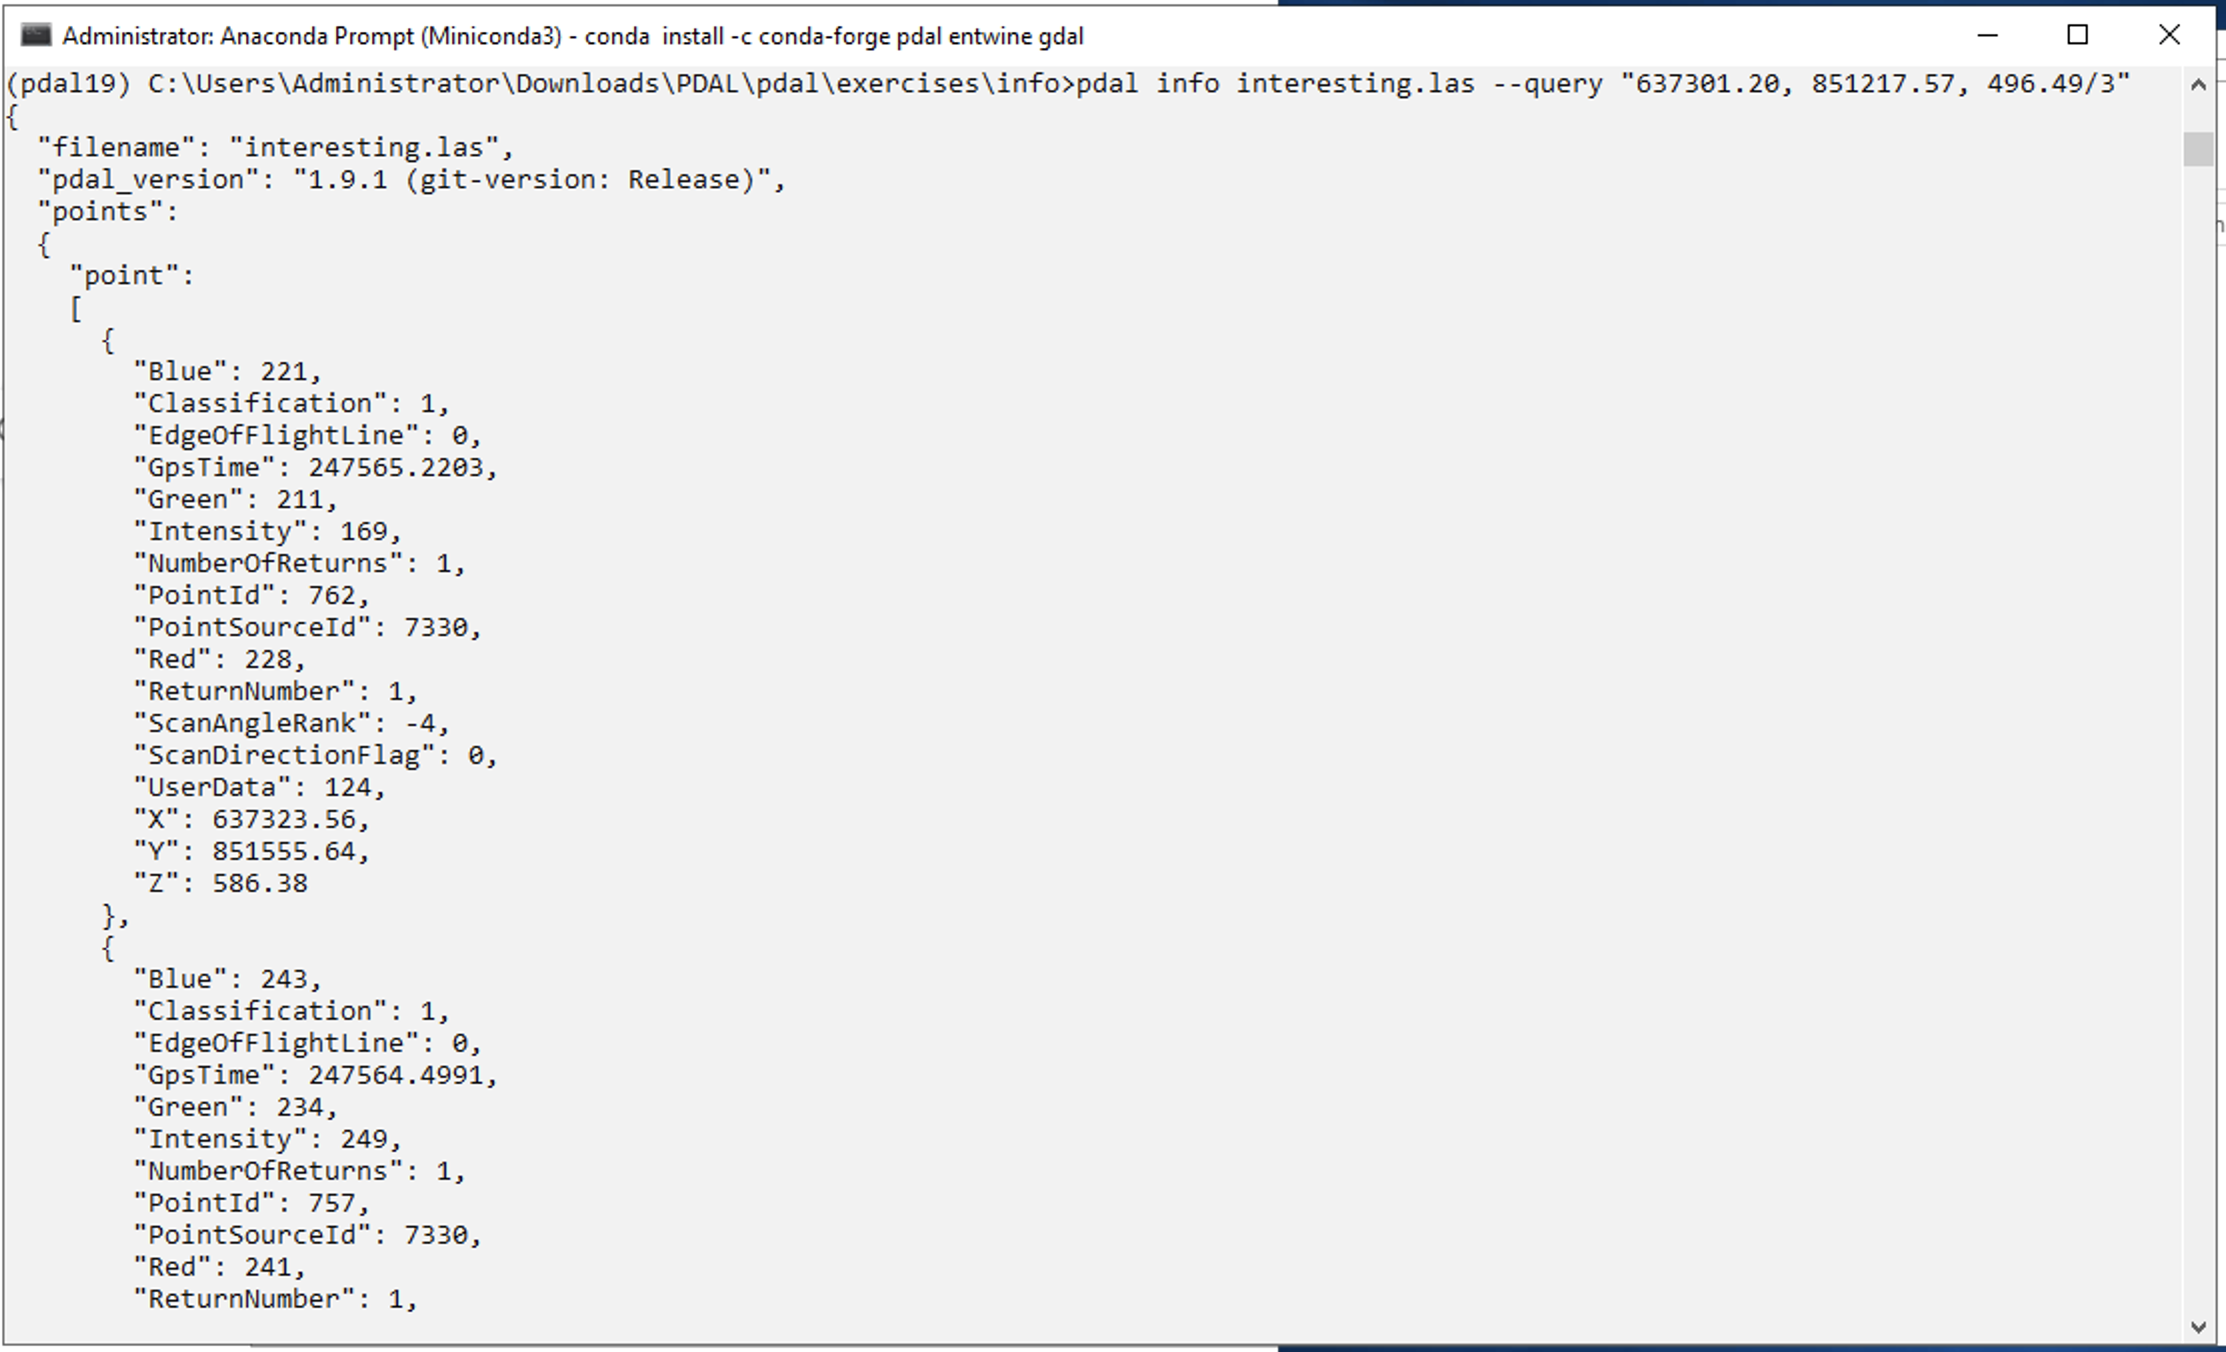 Administrator: Anaconda Prompt (Miniconda3) - conda  install -c conda-forge pdal entwine gdal
(pdal19) C:\Users\Administrator\Downloads\PDAL\pdal\exercises\info>pdal info interesting.las --query "637301.20, 851217.57, 496.49/3"
{
  "filename": "interesting.las",
  "pdal_version": "1.9.1 (git-version: Release)",
  "points":
  {
    "point":
    [
      {
        "Blue": 221,
        "Classification": 1,
        "EdgeOfFlightLine": 0,
        "GpsTime": 247565.2203,
        "Green": 211,
        "Intensity": 169,
        "NumberOfReturns": 1,
        "PointId": 762,
        "PointSourceId": 7330,
        "Red": 228,
        "ReturnNumber": 1,
        "ScanAngleRank": -4,
        "ScanDirectionFlag": 0,
        "UserData": 124,
        "X": 637323.56,
        "Y": 851555.64,
        "Z": 586.38
      },
      {
        "Blue": 243,
        "Classification": 1,
        "EdgeOfFlightLine": 0,
        "GpsTime": 247564.4991,
        "Green": 234,
        "Intensity": 249,
        "NumberOfReturns": 1,
        "PointId": 757,
        "PointSourceId": 7330,
        "Red": 241,
        "ReturnNumber": 1,